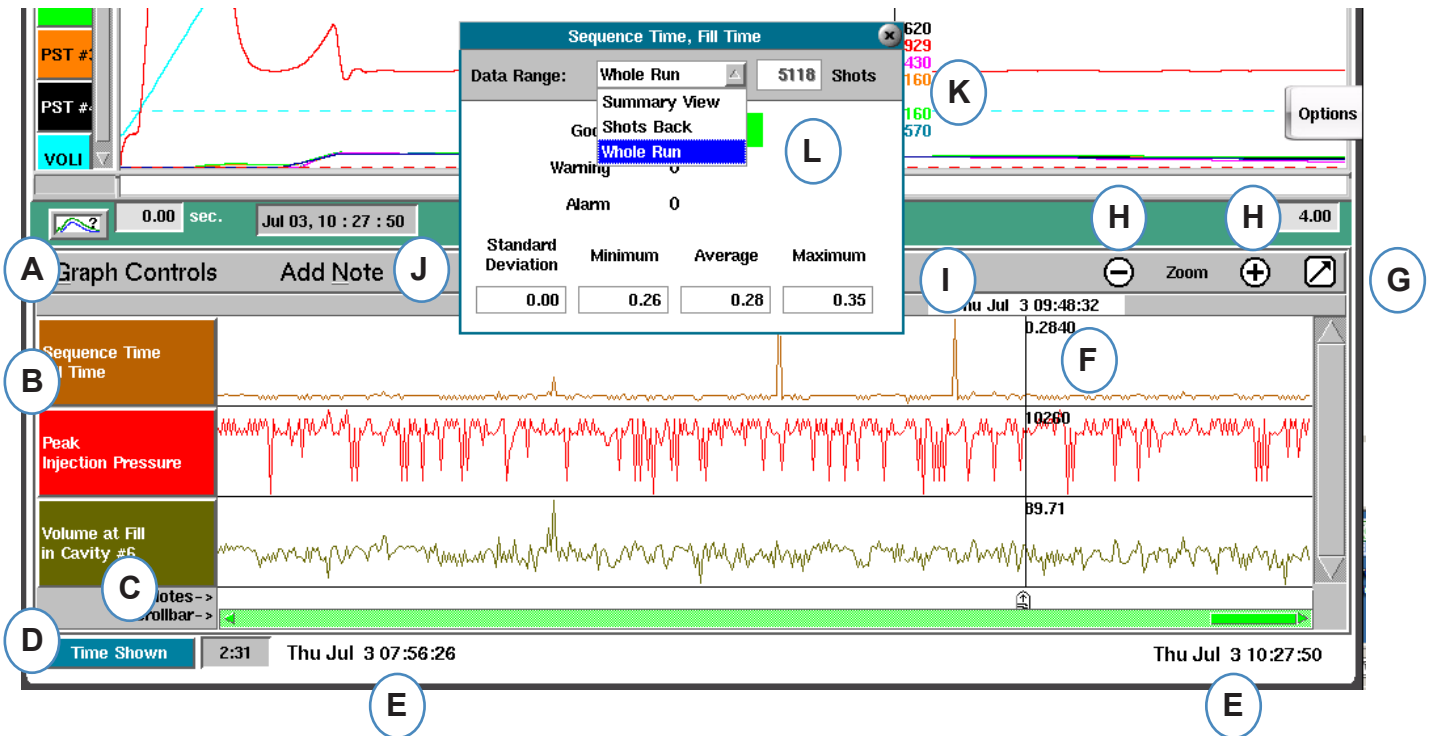 Sequence Time, Fill Time
620
929
430
160
160
570
PST #
PST #
VOLI
Data Range:
Whole Run
5118
Shots
Summary View
Shots Back
Whole Run
K
L
Options
Warning
0
Alarm
0
Standard
Deviation
Minimum
Average
Maximum
0.00
0.26
0.28
0.35
0.00
sec.
Jul 03, 10 : 27 : 50
H
H
4.00
A
Graph Controls
Add Note
J
I
Zoom
G
Jul 3 09:48:32
Sequence Time
Time
B
0.2840
F
Peak
Injection Pressure
10260
Volume at Fill
in Cavity #6
89.71
C
D
Time Shown
2:31
Thu Jul 3 07:56:26
Thu Jul 3 10:27:50
E
E